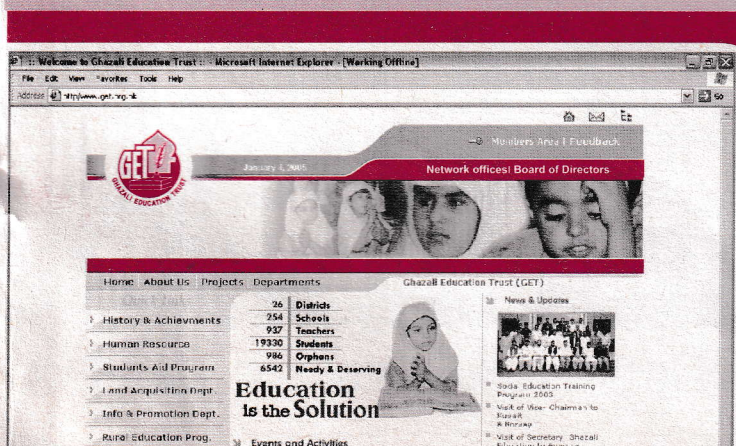 :: Welcome to Ghazali Education Trust :: - Microsoft Internet Explorer - [Working Offline]
File Edit View Favorites Tools Help
Address http://www.get.org.pk Go
Members Area | Feedback
GET
GHAZALI EDUCATION TRUST
January 4, 2005
Network offices| Board of Directors
Home About Us Projects Departments
Ghazali Education Trust (GET)
Quick Link
History & Achievments
Human Resource
Students Aid Program
Land Acquisition Dept.
Info & Promotion Dept.
Rural Education Prog.
26 Districts
254 Schools
937 Teachers
19330 Students
986 Orphans
6542 Needy & Deserving
Education
is the Solution
Events and Activities
News & Updates
Social Education Training
Program 2003
Visit of Vice- Chairman to
Kuwait
& Norway
Visit of Secretary Ghazali
Education